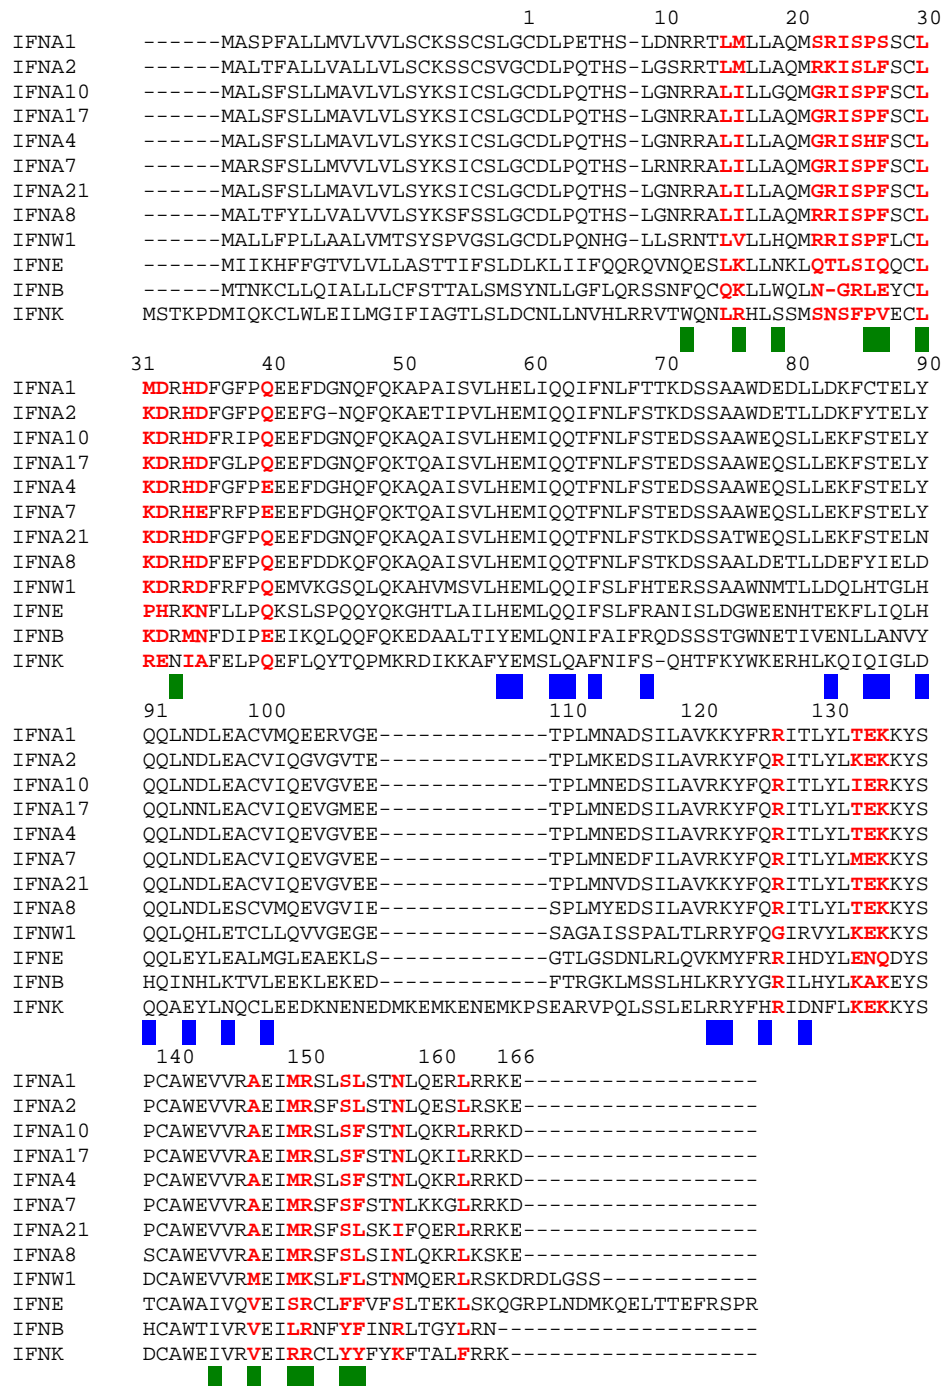 1 10 20 30
IFNA1 ------MASPFALLMVLVVLSCKSSCSLGCDLPETHS-LDNRRTLMLLAQMSRISPSSCL
IFNA2 ------MALTFALLVALLVLSCKSSCSVGCDLPQTHS-LGSRRTLMLLAQMRKISLFSCL
IFNA10 ------MALSFSLLMAVLVLSYKSICSLGCDLPQTHS-LGNRRALILLGQMGRISPFSCL
IFNA17 ------MALSFSLLMAVLVLSYKSICSLGCDLPQTHS-LGNRRALILLAQMGRISPFSCL
IFNA4 ------MALSFSLLMAVLVLSYKSICSLGCDLPQTHS-LGNRRALILLAQMGRISHFSCL
IFNA7 ------MARSFSLLMVVLVLSYKSICSLGCDLPQTHS-LRNRRALILLAQMGRISPFSCL
IFNA21 ------MALSFSLLMAVLVLSYKSICSLGCDLPQTHS-LGNRRALILLAQMGRISPFSCL
IFNA8 ------MALTFYLLVALVVLSYKSFSSLGCDLPQTHS-LGNRRALILLAQMRRISPFSCL
IFNW1 ------MALLFPLLAALVMTSYSPVGSLGCDLPQNHG-LLSRNTLVLLHQMRRISPFLCL
IFNE ------MIIKHFFGTVLVLLASTTIFSLDLKLIIFQQRQVNQESLKLLNKLQTLSIQQCL
IFNB ------MTNKCLLQIALLLCFSTTALSMSYNLLGFLQRSSNFQCQKLLWQLN-GRLEYCL
IFNK MSTKPDMIQKCLWLEILMGIFIAGTLSLDCNLLNVHLRRVTWQNLRHLSSMSNSFPVECL
31 40 50 60 70 80 90
IFNA1 MDRHDFGFPQEEFDGNQFQKAPAISVLHELIQQIFNLFTTKDSSAAWDEDLLDKFCTELY
IFNA2 KDRHDFGFPQEEFG-NQFQKAETIPVLHEMIQQIFNLFSTKDSSAAWDETLLDKFYTELY
IFNA10 KDRHDFRIPQEEFDGNQFQKAQAISVLHEMIQQTFNLFSTEDSSAAWEQSLLEKFSTELY
IFNA17 KDRHDFGLPQEEFDGNQFQKTQAISVLHEMIQQTFNLFSTEDSSAAWEQSLLEKFSTELY
IFNA4 KDRHDFGFPEEEFDGHQFQKAQAISVLHEMIQQTFNLFSTEDSSAAWEQSLLEKFSTELY
IFNA7 KDRHEFRFPEEEFDGHQFQKTQAISVLHEMIQQTFNLFSTEDSSAAWEQSLLEKFSTELY
IFNA21 KDRHDFGFPQEEFDGNQFQKAQAISVLHEMIQQTFNLFSTKDSSATWEQSLLEKFSTELN
IFNA8 KDRHDFEFPQEEFDDKQFQKAQAISVLHEMIQQTFNLFSTKDSSAALDETLLDEFYIELD
IFNW1 KDRRDFRFPQEMVKGSQLQKAHVMSVLHEMLQQIFSLFHTERSSAAWNMTLLDQLHTGLH
IFNE PHRKNFLLPQKSLSPQQYQKGHTLAILHEMLQQIFSLFRANISLDGWEENHTEKFLIQLH
IFNB KDRMNFDIPEEIKQLQQFQKEDAALTIYEMLQNIFAIFRQDSSSTGWNETIVENLLANVY
IFNK RENIAFELPQEFLQYTQPMKRDIKKAFYEMSLQAFNIFS-QHTFKYWKERHLKQIQIGLD
91 100 110 120 130
IFNA1 QQLNDLEACVMQEERVGE-------------TPLMNADSILAVKKYFRRITLYLTEKKYS
IFNA2 QQLNDLEACVIQGVGVTE-------------TPLMKEDSILAVRKYFQRITLYLKEKKYS
IFNA10 QQLNDLEACVIQEVGVEE-------------TPLMNEDSILAVRKYFQRITLYLIERKYS
IFNA17 QQLNNLEACVIQEVGMEE-------------TPLMNEDSILAVRKYFQRITLYLTEKKYS
IFNA4 QQLNDLEACVIQEVGVEE-------------TPLMNEDSILAVRKYFQRITLYLTEKKYS
IFNA7 QQLNDLEACVIQEVGVEE-------------TPLMNEDFILAVRKYFQRITLYLMEKKYS
IFNA21 QQLNDLEACVIQEVGVEE-------------TPLMNVDSILAVKKYFQRITLYLTEKKYS
IFNA8 QQLNDLESCVMQEVGVIE-------------SPLMYEDSILAVRKYFQRITLYLTEKKYS
IFNW1 QQLQHLETCLLQVVGEGE-------------SAGAISSPALTLRRYFQGIRVYLKEKKYS
IFNE QQLEYLEALMGLEAEKLS-------------GTLGSDNLRLQVKMYFRRIHDYLENQDYS
IFNB HQINHLKTVLEEKLEKED-------------FTRGKLMSSLHLKRYYGRILHYLKAKEYS
IFNK QQAEYLNQCLEEDKNENEDMKEMKENEMKPSEARVPQLSSLELRRYFHRIDNFLKEKKYS
140 150 160 166
IFNA1 PCAWEVVRAEIMRSLSLSTNLQERLRRKE------------------
IFNA2 PCAWEVVRAEIMRSFSLSTNLQESLRSKE------------------
IFNA10 PCAWEVVRAEIMRSLSFSTNLQKRLRRKD------------------
IFNA17 PCAWEVVRAEIMRSLSFSTNLQKILRRKD------------------
IFNA4 PCAWEVVRAEIMRSLSFSTNLQKRLRRKD------------------
IFNA7 PCAWEVVRAEIMRSFSFSTNLKKGLRRKD------------------
IFNA21 PCAWEVVRAEIMRSFSLSKIFQERLRRKE------------------
IFNA8 SCAWEVVRAEIMRSFSLSINLQKRLKSKE------------------
IFNW1 DCAWEVVRMEIMKSLFLSTNMQERLRSKDRDLGSS------------
IFNE TCAWAIVQVEISRCLFFVFSLTEKLSKQGRPLNDMKQELTTEFRSPR
IFNB HCAWTIVRVEILRNFYFINRLTGYLRN--------------------
IFNK DCAWEIVRVEIRRCLYYFYKFTALFRRK-------------------